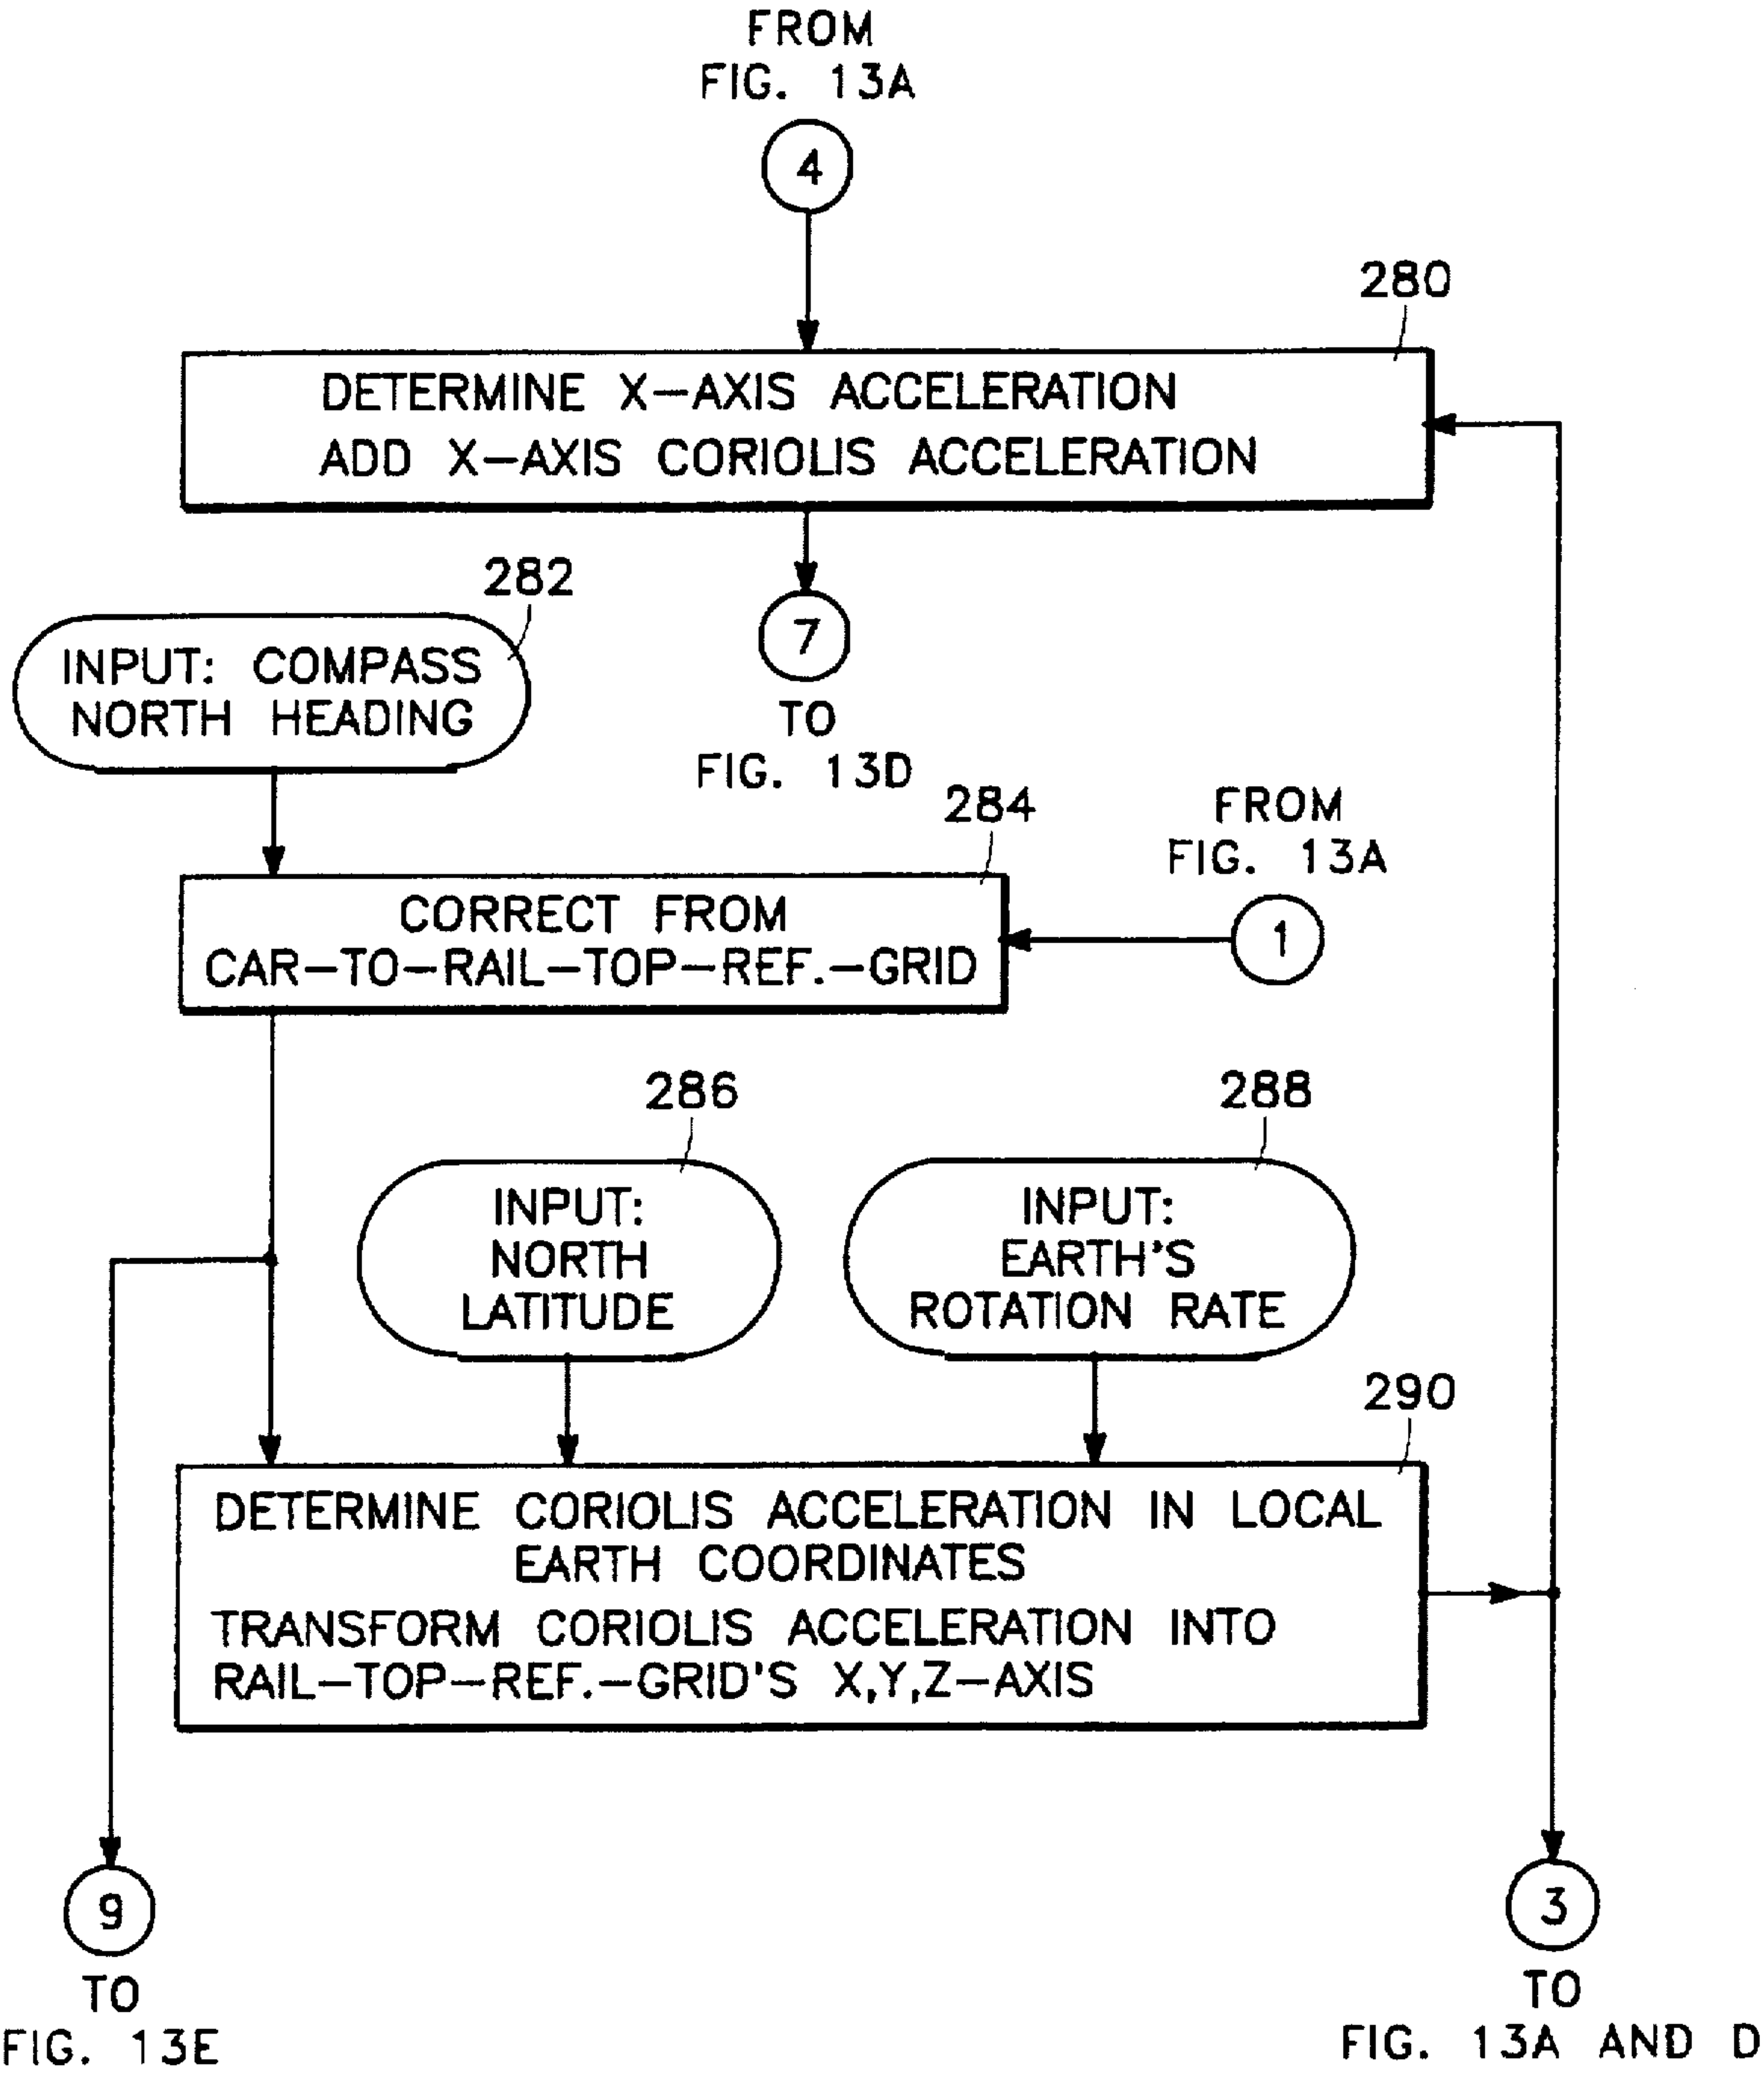 FROM
FIG. 13A
4
280
DETERMINE X-AXIS ACCELERATION
ADD X-AXIS CORIOLIS ACCELERATION
282
INPUT: COMPASS
NORTH HEADING
7
TO
FIG. 13D
284
FROM
FIG. 13A
CORRECT FROM
CAR-TO-RAIL-TOP-REF.-GRID
1
286
288
INPUT:
NORTH
LATITUDE
INPUT:
EARTH'S
ROTATION RATE
290
DETERMINE CORIOLIS ACCELERATION IN LOCAL
EARTH COORDINATES
TRANSFORM CORIOLIS ACCELERATION INTO
RAIL-TOP-REF.-GRID'S X,Y,Z-AXIS
9
TO
FIG. 13E
3
TO
FIG. 13A AND D